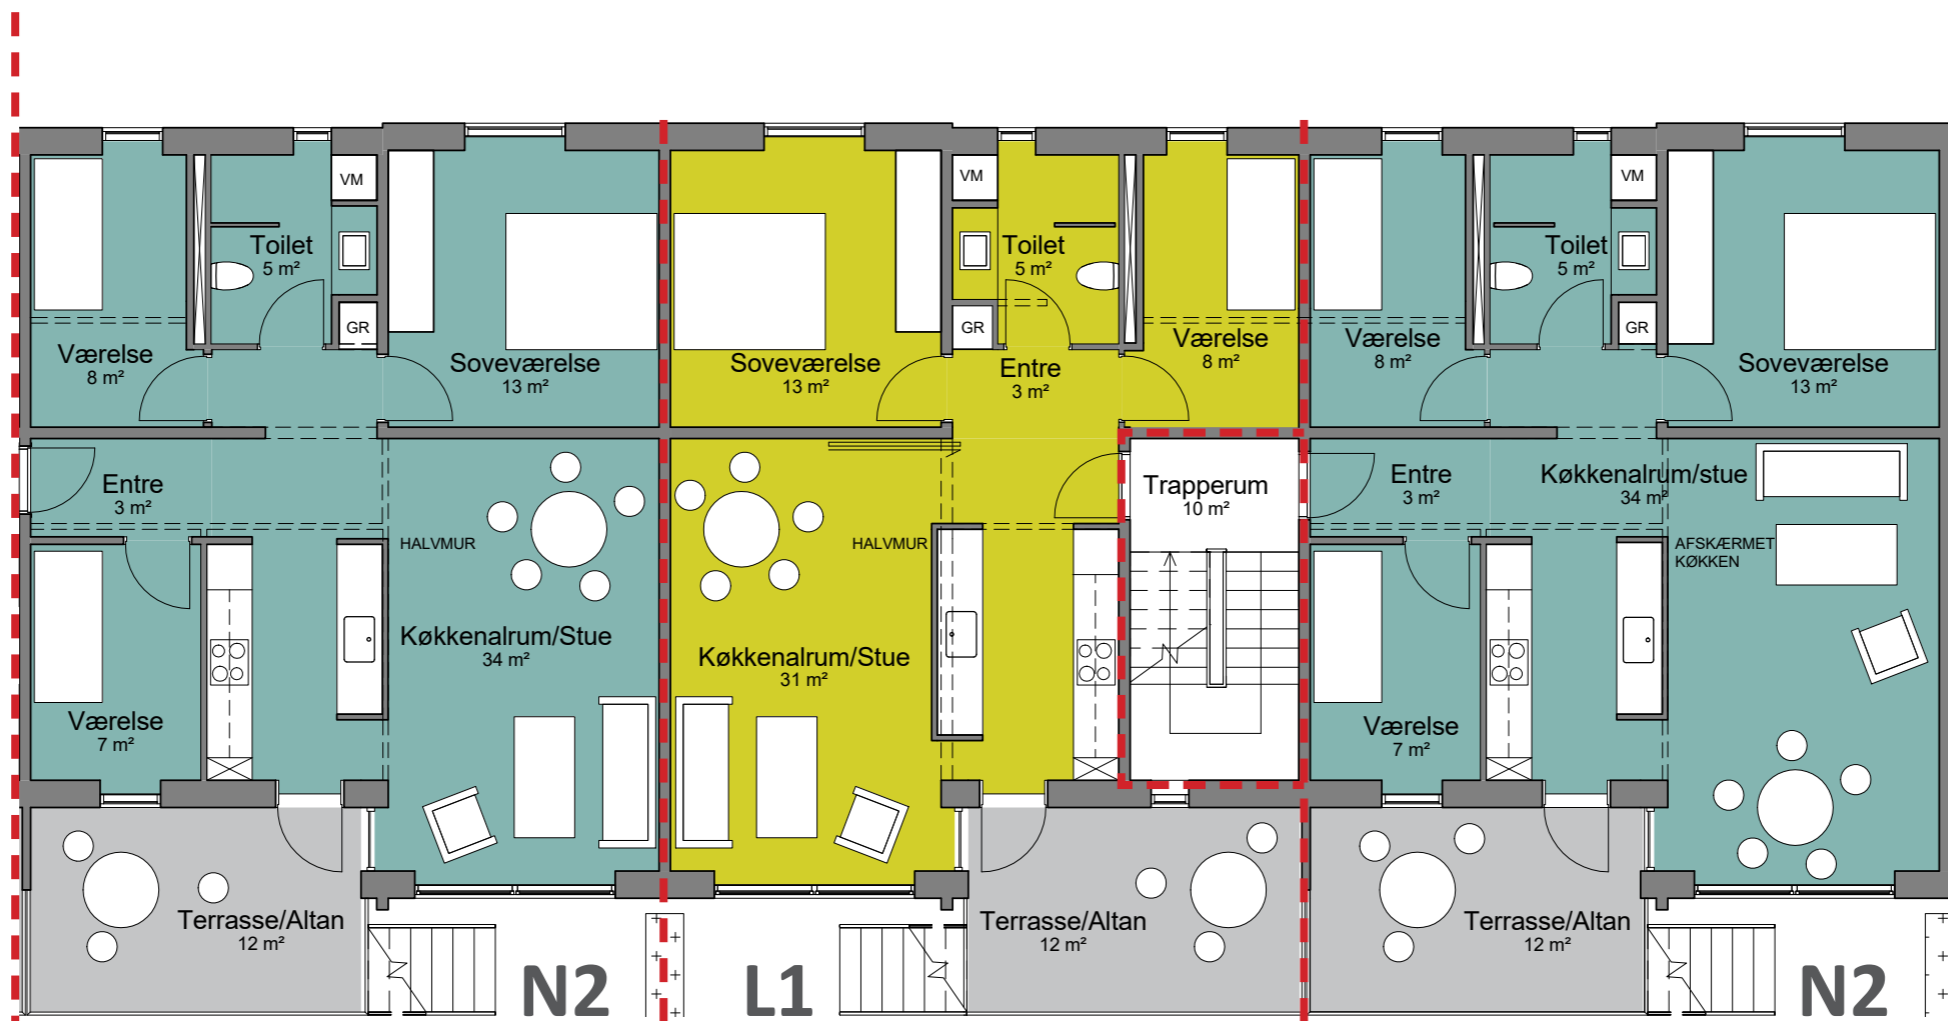 VM
Toilet
5 m²
GR
Værelse
8 m²
Soveværelse
13 m²
Entre
3 m²
HALVMUR
Køkkenalrum/Stue
34 m²
Værelse
7 m²
Terrasse/Altan
12 m²
N2
Soveværelse
13 m²
VM
Toilet
5 m²
GR
Entre
3 m²
Værelse
8 m²
HALVMUR
Køkkenalrum/Stue
31 m²
Trapperum
10 m²
Terrasse/Altan
12 m²
L1
Værelse
8 m²
VM
Toilet
5 m²
GR
Soveværelse
13 m²
Entre
3 m²
Køkkenalrum/stue
34 m²
AFSKÆRMET
KØKKEN
Værelse
7 m²
Terrasse/Altan
12 m²
N2